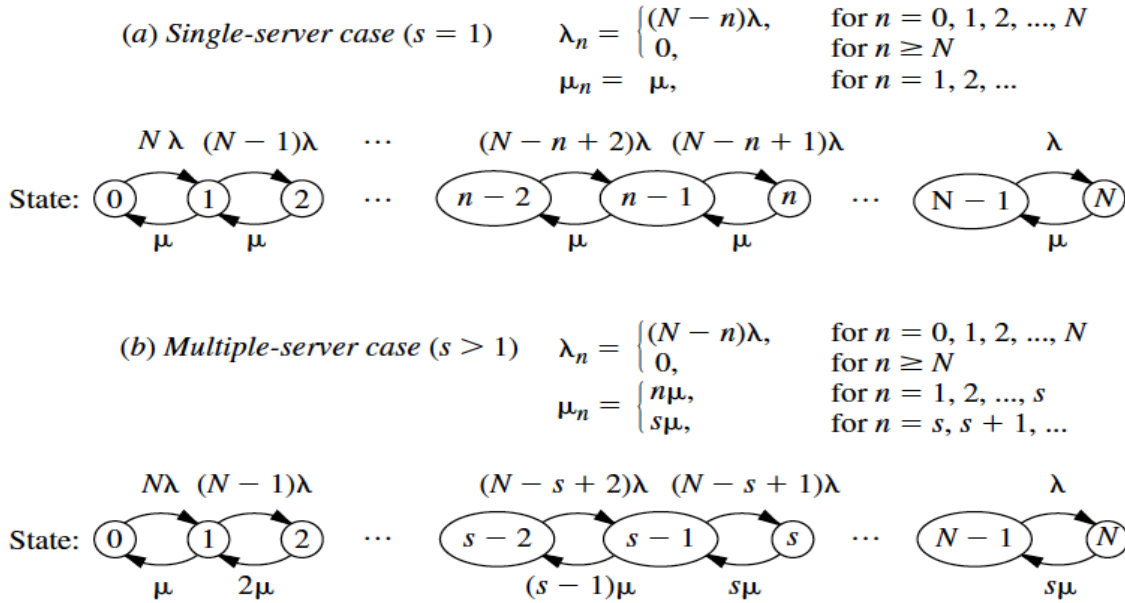 (a) Single-server case (s = 1) λn = { (N − n)λ, for n = 0, 1, 2, ..., N
0, for n ≥ N
μn = μ, for n = 1, 2, ...
N λ (N − 1)λ ··· (N − n + 2)λ (N − n + 1)λ λ
State: 0 1 2 ··· n − 2 n − 1 n ··· N − 1 N
μ μ μ μ μ
(b) Multiple-server case (s > 1) λn = { (N − n)λ, for n = 0, 1, 2, ..., N
0, for n ≥ N
μn = { nμ, for n = 1, 2, ..., s
sμ, for n = s, s + 1, ...
Nλ (N − 1)λ (N − s + 2)λ (N − s + 1)λ λ
State: 0 1 2 ··· s − 2 s − 1 s ··· N − 1 N
μ 2μ (s − 1)μ sμ sμ